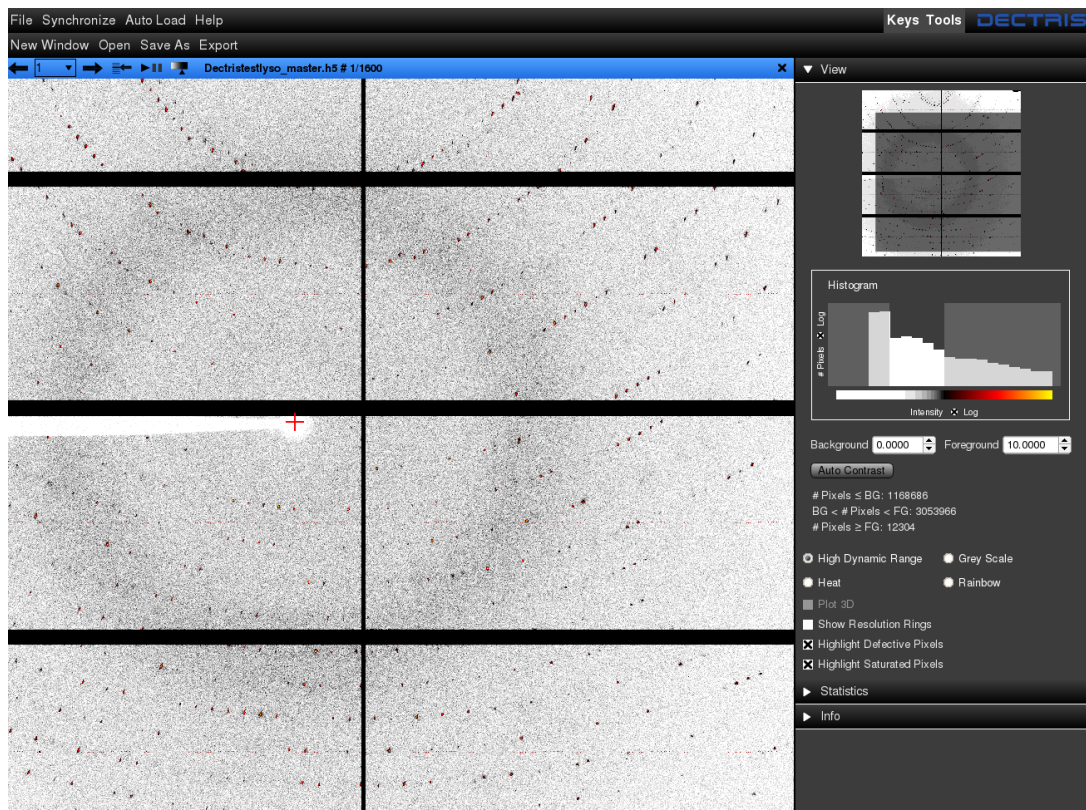 File Synchronize Auto Load Help Keys Tools DECTRIS
New Window Open Save As Export
1 Dectristestlyso_master.h5 # 1/1600
View
Histogram
# Pixels Log
Intensity Log
Background 0.0000 Foreground 10.0000
Auto Contrast
# Pixels ≤ BG: 1168686
BG < # Pixels < FG: 3053966
# Pixels ≥ FG: 12304
High Dynamic Range Grey Scale
Heat Rainbow
Plot 3D
Show Resolution Rings
Highlight Defective Pixels
Highlight Saturated Pixels
Statistics
Info